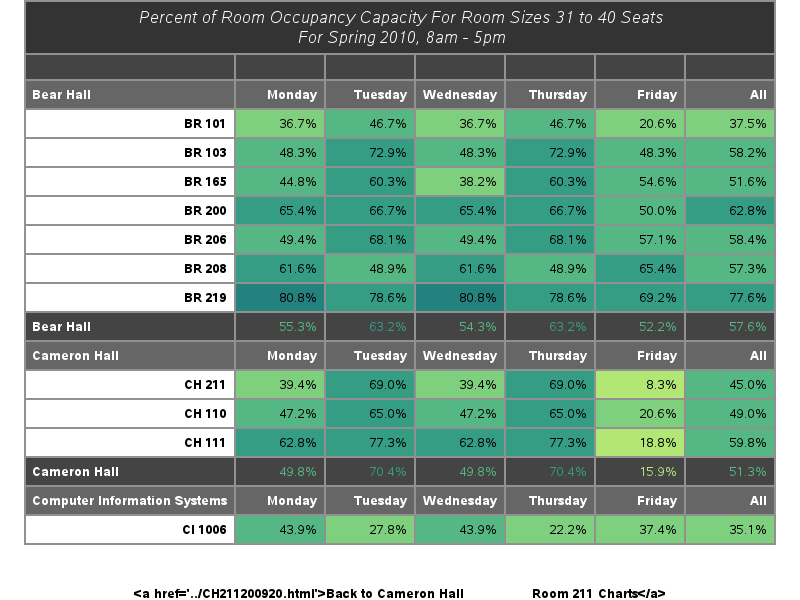 Percent of Room Occupancy Capacity For Room Sizes 31 to 40 Seats
For Spring 2010, 8am - 5pm
Bear Hall Monday Tuesday Wednesday Thursday Friday All
BR 101 36.7% 46.7% 36.7% 46.7% 20.6% 37.5%
BR 103 48.3% 72.9% 48.3% 72.9% 48.3% 58.2%
BR 165 44.8% 60.3% 38.2% 60.3% 54.6% 51.6%
BR 200 65.4% 66.7% 65.4% 66.7% 50.0% 62.8%
BR 206 49.4% 68.1% 49.4% 68.1% 57.1% 58.4%
BR 208 61.6% 48.9% 61.6% 48.9% 65.4% 57.3%
BR 219 80.8% 78.6% 80.8% 78.6% 69.2% 77.6%
Bear Hall 55.3% 63.2% 54.3% 63.2% 52.2% 57.6%
Cameron Hall Monday Tuesday Wednesday Thursday Friday All
CH 211 39.4% 69.0% 39.4% 69.0% 8.3% 45.0%
CH 110 47.2% 65.0% 47.2% 65.0% 20.6% 49.0%
CH 111 62.8% 77.3% 62.8% 77.3% 18.8% 59.8%
Cameron Hall 49.8% 70.4% 49.8% 70.4% 15.9% 51.3%
Computer Information Systems Monday Tuesday Wednesday Thursday Friday All
CI 1006 43.9% 27.8% 43.9% 22.2% 37.4% 35.1%
<a href='../CH211200920.html'>Back to Cameron Hall Room 211 Charts</a>